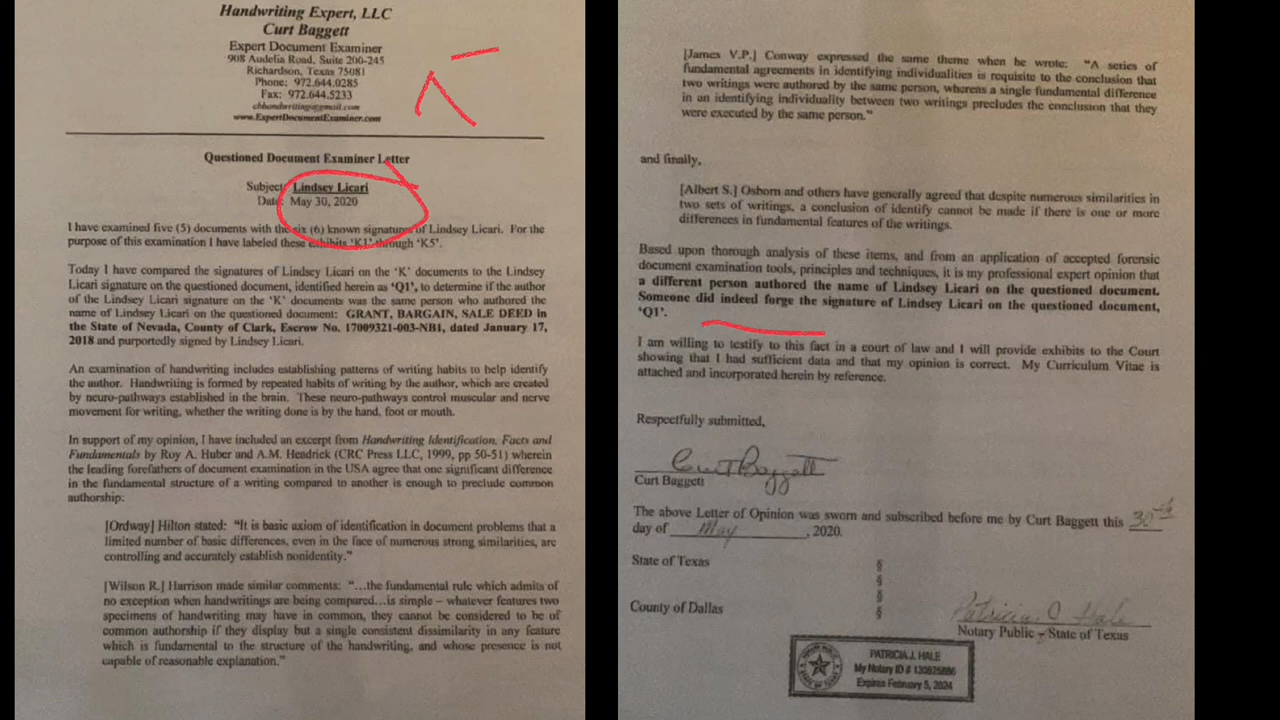 Handwriting Expert, LLC
Curt Baggett
Expert Document Examiner
908 Audelia Road, Suite 200-245
Richardson, Texas 75081
Phone: 972.644.0285
Fax: 972.644.5233
cbhandwriting@gmail.com
www.ExpertDocumentExaminer.com
Questioned Document Examiner Letter
Subject: Lindsey Licari
Date: May 30, 2020
I have examined five (5) documents with the six (6) known signatures of Lindsey Licari. For the
purpose of this examination I have labeled these exhibits 'K1' through 'K5'.
Today I have compared the signatures of Lindsey Licari on the 'K' documents to the Lindsey
Licari signature on the questioned document, identified herein as 'Q1', to determine if the author
of the Lindsey Licari signature on the 'K' documents was the same person who authored the
name of Lindsey Licari on the questioned document: GRANT, BARGAIN, SALE DEED in
the State of Nevada, County of Clark, Escrow No. 17009321-003-NB1, dated January 17,
2018 and purportedly signed by Lindsey Licari.
An examination of handwriting includes establishing patterns of writing habits to help identify
the author. Handwriting is formed by repeated habits of writing by the author, which are created
by neuro-pathways established in the brain. These neuro-pathways control muscular and nerve
movement for writing, whether the writing done is by the hand, foot or mouth.
In support of my opinion, I have included an excerpt from Handwriting Identification, Facts and
Fundamentals by Roy A. Huber and A.M. Headrick (CRC Press LLC, 1999, pp 50-51) wherein
the leading forefathers of document examination in the USA agree that one significant difference
in the fundamental structure of a writing compared to another is enough to preclude common
authorship:
[Ordway] Hilton stated: "It is basic axiom of identification in document problems that a
limited number of basic differences, even in the face of numerous strong similarities, are
controlling and accurately establish nonidentity."
[Wilson R.] Harrison made similar comments: "...the fundamental rule which admits of
no exception when handwritings are being compared...is simple – whatever features two
specimens of handwriting may have in common, they cannot be considered to be of
common authorship if they display but a single consistent dissimilarity in any feature
which is fundamental to the structure of the handwriting, and whose presence is not
capable of reasonable explanation."
[James V.P.] Conway expressed the same theme when he wrote: "A series of
fundamental agreements in identifying individualities is requisite to the conclusion that
two writings were authored by the same person, whereas a single fundamental difference
in an identifying individuality between two writings precludes the conclusion that they
were executed by the same person."
and finally,
[Albert S.] Osborn and others have generally agreed that despite numerous similarities in
two sets of writings, a conclusion of identify cannot be made if there is one or more
differences in fundamental features of the writings.
Based upon thorough analysis of these items, and from an application of accepted forensic
document examination tools, principles and techniques, it is my professional expert opinion that
a different person authored the name of Lindsey Licari on the questioned document.
Someone did indeed forge the signature of Lindsey Licari on the questioned document,
'Q1'.
I am willing to testify to this fact in a court of law and I will provide exhibits to the Court
showing that I had sufficient data and that my opinion is correct. My Curriculum Vitae is
attached and incorporated herein by reference.
Respectfully submitted,
Curt Baggett
Curt Baggett
The above Letter of Opinion was sworn and subscribed before me by Curt Baggett this 30th
day of May, 2020.
State of Texas §
§
§
County of Dallas §
Patricia J. Hale
Notary Public – State of Texas
PATRICIA J. HALE
My Notary ID # 130825886
Expires February 5, 2024